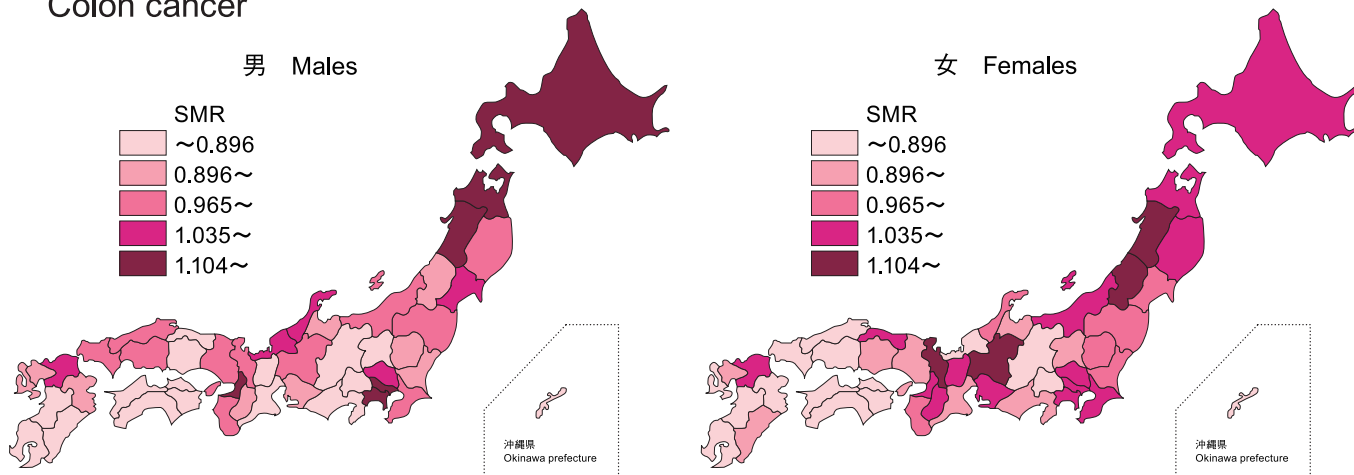 Colon cancer
男 Males
SMR
～0.896
0.896～
0.965～
1.035～
1.104～
沖縄県
Okinawa prefecture
女 Females
SMR
～0.896
0.896～
0.965～
1.035～
1.104～
沖縄県
Okinawa prefecture